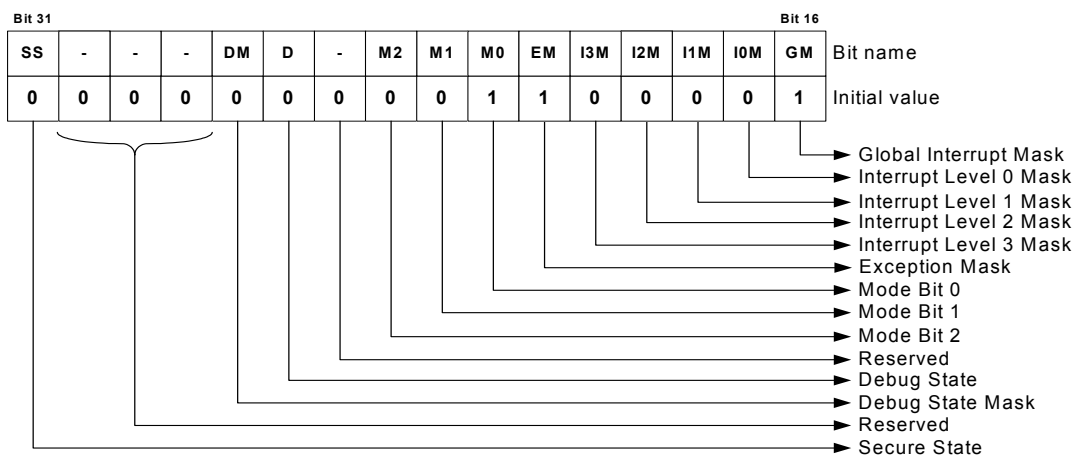 Bit 31 Bit 16
SS - - - DM D - M2 M1 M0 EM I3M I2M I1M I0M GM Bit name
0 0 0 0 0 0 0 0 0 1 1 0 0 0 0 1 Initial value
Global Interrupt Mask
Interrupt Level 0 Mask
Interrupt Level 1 Mask
Interrupt Level 2 Mask
Interrupt Level 3 Mask
Exception Mask
Mode Bit 0
Mode Bit 1
Mode Bit 2
Reserved
Debug State
Debug State Mask
Reserved
Secure State